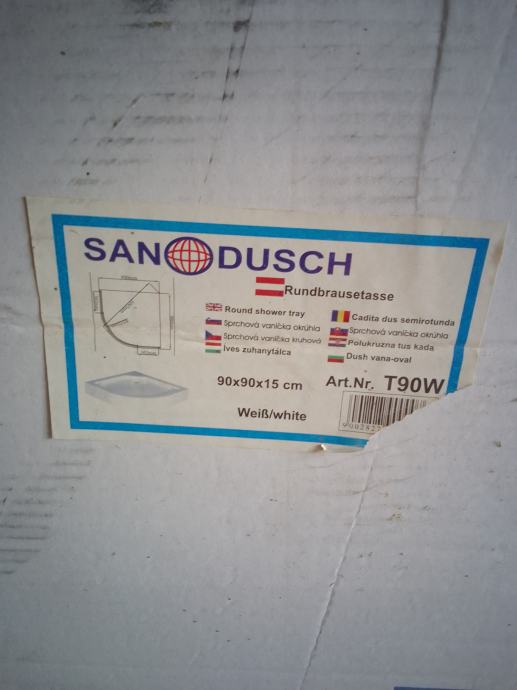 SANODUSCH
Rundbrausetasse
Round shower tray
Sprchová vanička okrúhla
Sprchová vanička kruhová
Íves zuhanytálca
Cadita dus semirotunda
Sprchová vanička okrúhla
Polukruzna tus kada
Dush vana-oval
90x90x15 cm
Art.Nr. T90W
Weiß/white